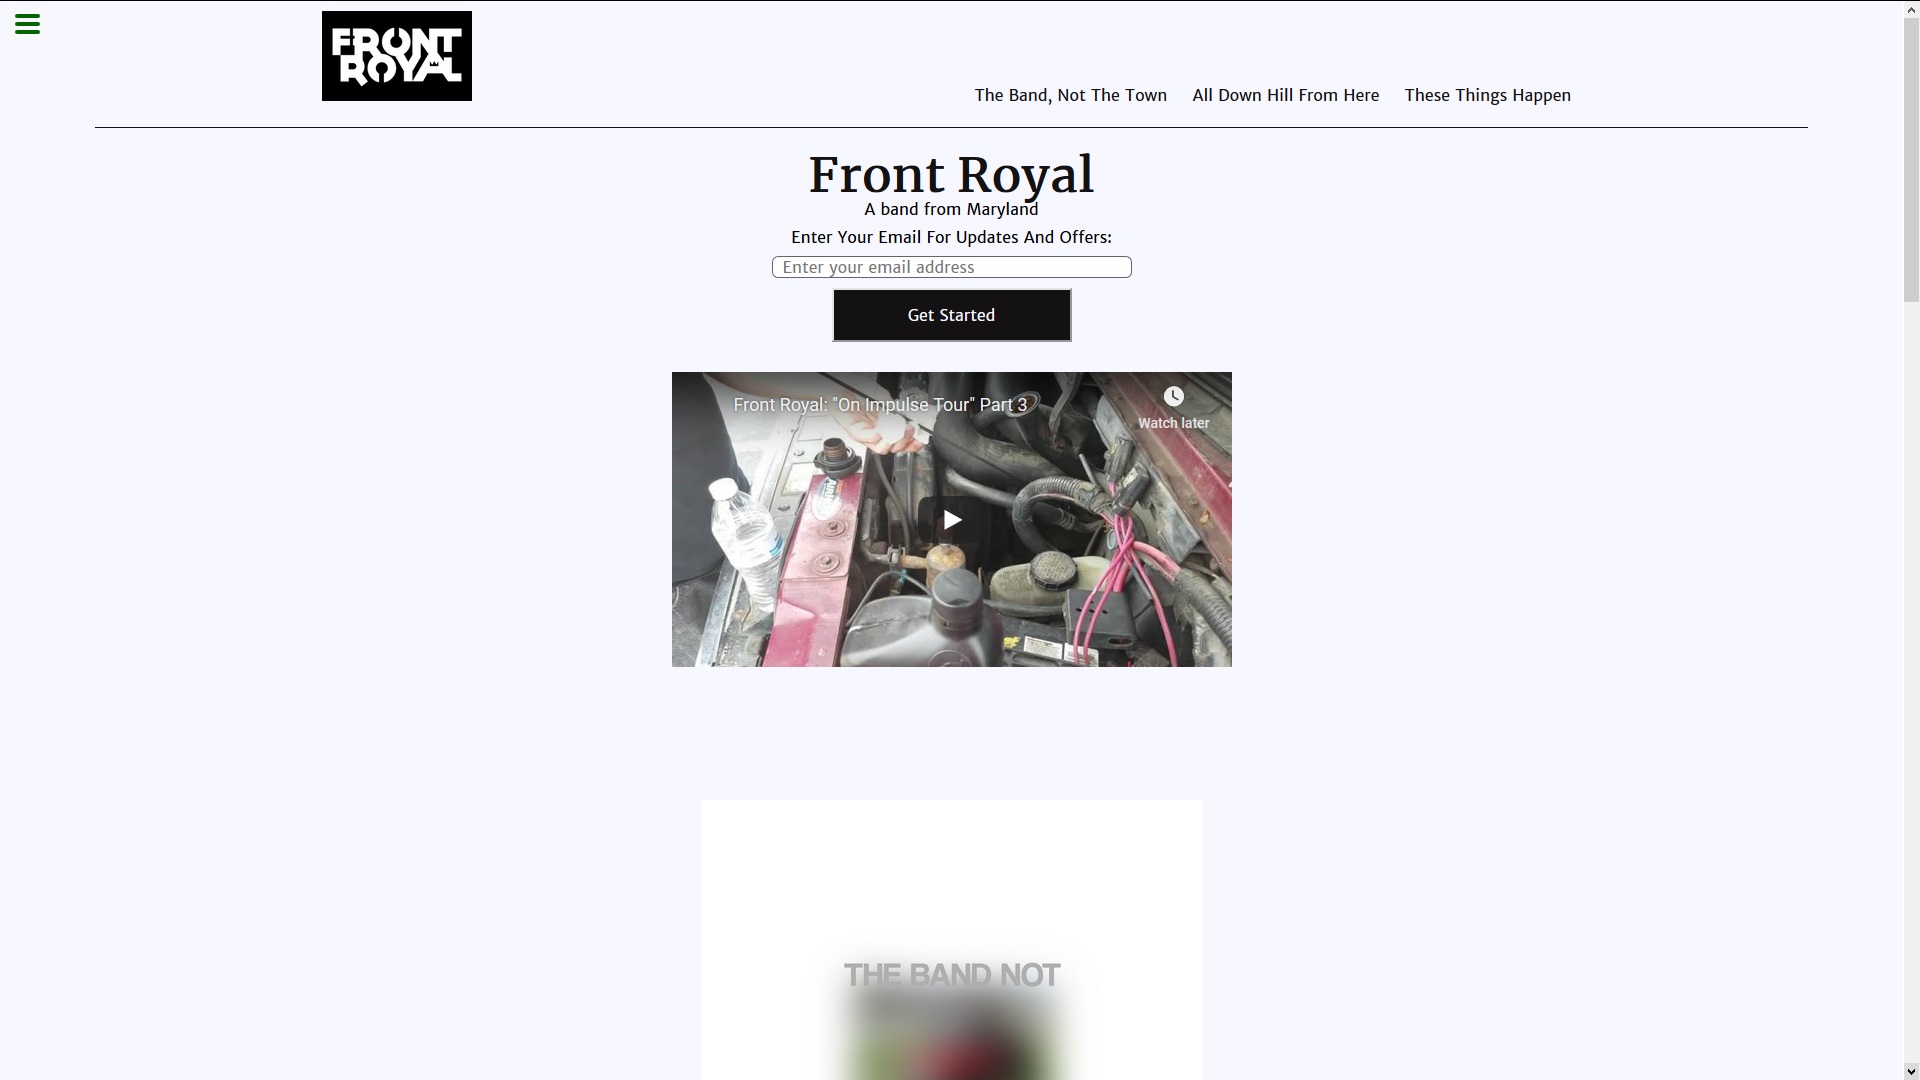 FRONT
ROYAL
The Band, Not The Town
All Down Hill From Here
These Things Happen
Front Royal
A band from Maryland
Enter Your Email For Updates And Offers:
Enter your email address
Get Started
Front Royal: "On Impulse Tour" Part 3
Watch later
THE BAND NOT